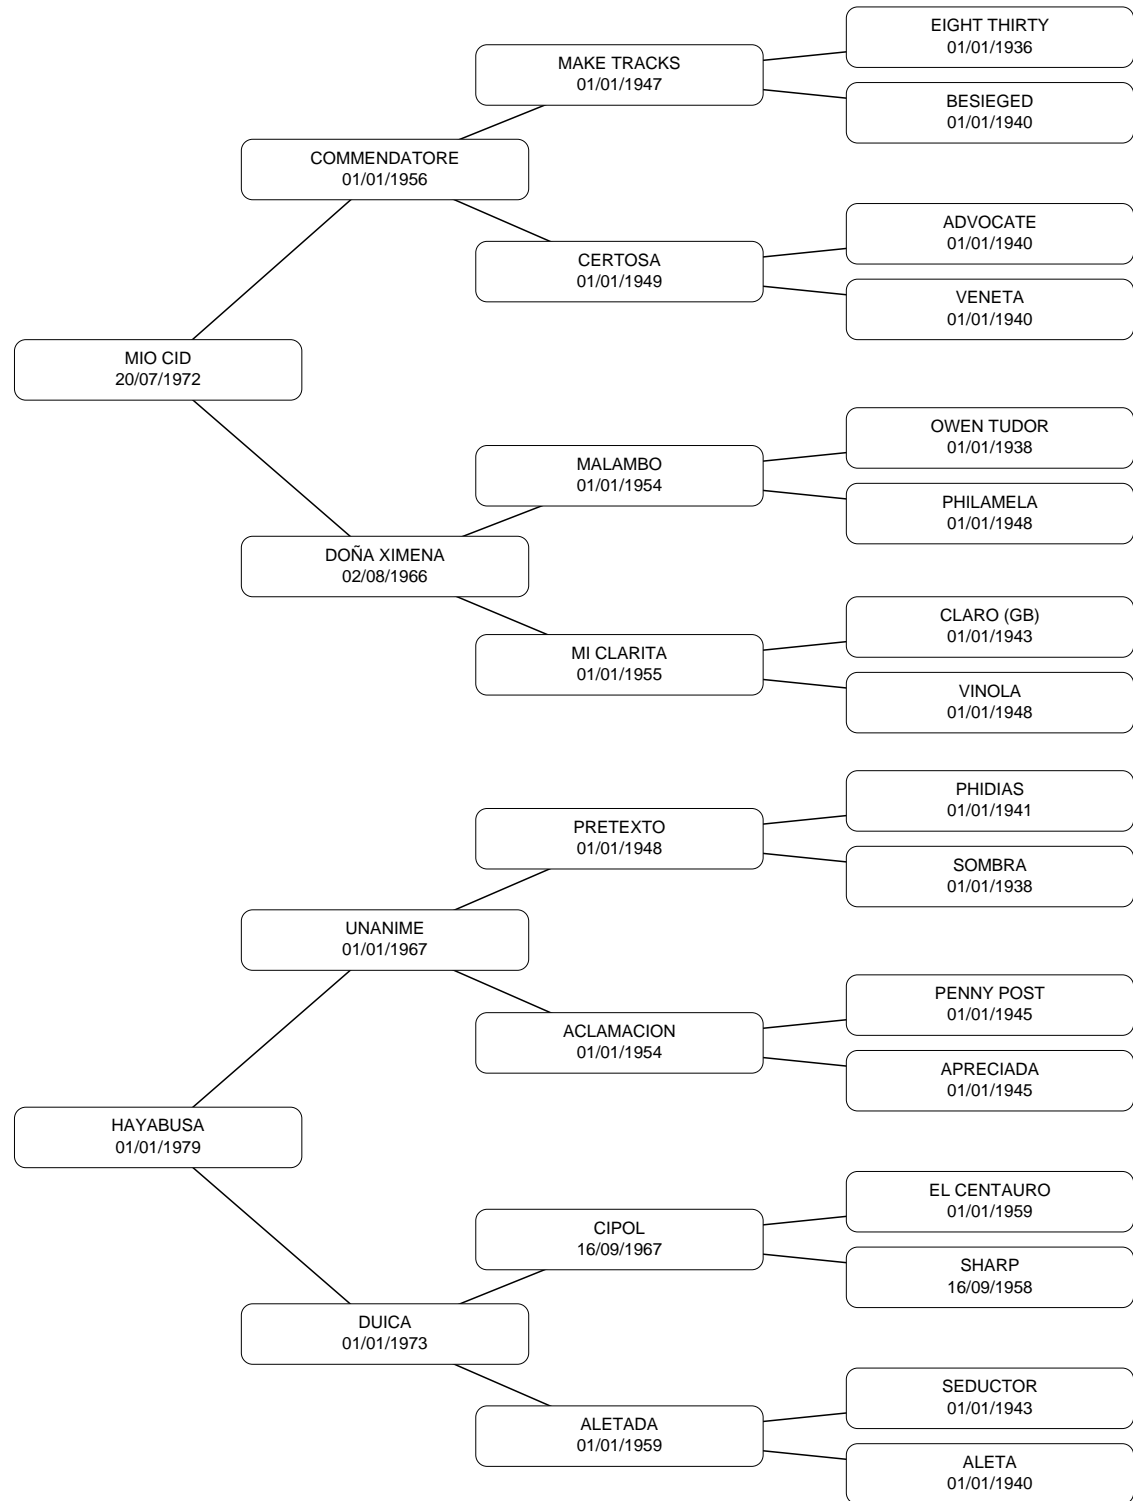 EIGHT THIRTY
01/01/1936
MAKE TRACKS
01/01/1947
BESIEGED
01/01/1940
COMMENDATORE
01/01/1956
ADVOCATE
01/01/1940
CERTOSA
01/01/1949
VENETA
01/01/1940
MIO CID
20/07/1972
OWEN TUDOR
01/01/1938
MALAMBO
01/01/1954
PHILAMELA
01/01/1948
DOÑA XIMENA
02/08/1966
CLARO (GB)
01/01/1943
MI CLARITA
01/01/1955
VINOLA
01/01/1948
PHIDIAS
01/01/1941
PRETEXTO
01/01/1948
SOMBRA
01/01/1938
UNANIME
01/01/1967
PENNY POST
01/01/1945
ACLAMACION
01/01/1954
APRECIADA
01/01/1945
HAYABUSA
01/01/1979
EL CENTAURO
01/01/1959
CIPOL
16/09/1967
SHARP
16/09/1958
DUICA
01/01/1973
SEDUCTOR
01/01/1943
ALETADA
01/01/1959
ALETA
01/01/1940